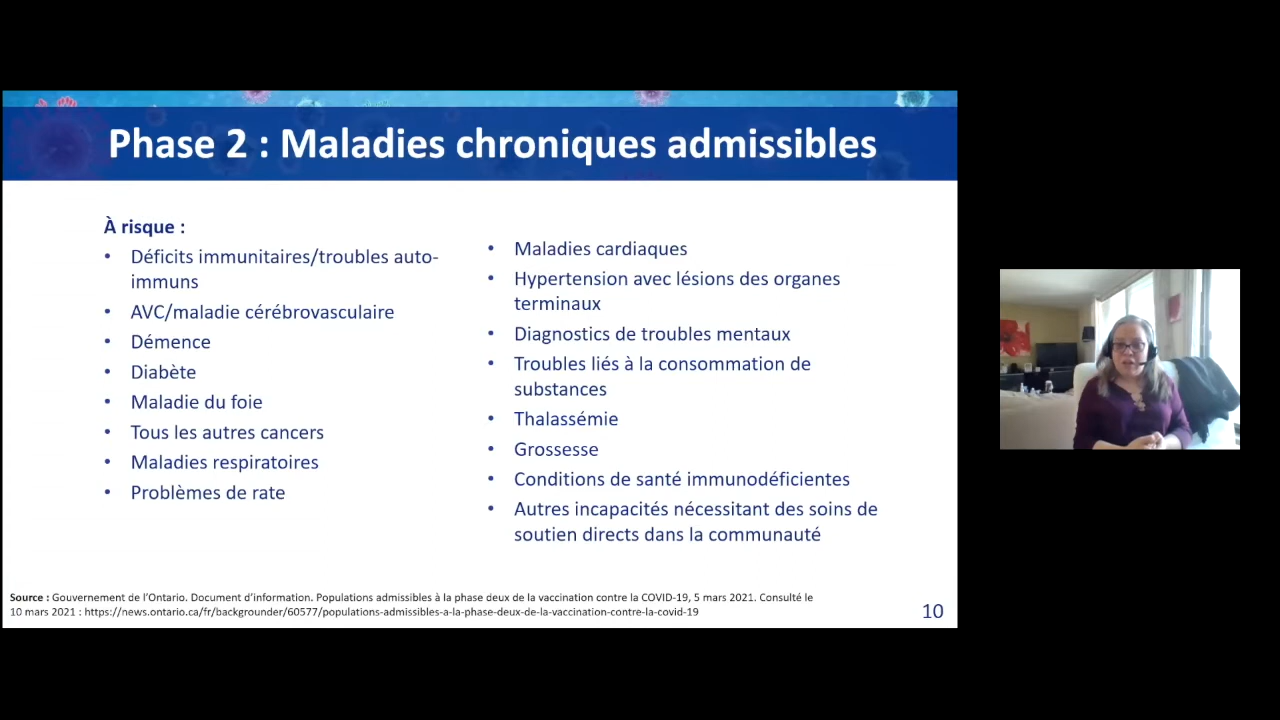 Phase 2 : Maladies chroniques admissibles
À risque :
• Déficits immunitaires/troubles auto-
immuns
• AVC/maladie cérébrovasculaire
• Démence
• Diabète
• Maladie du foie
• Tous les autres cancers
• Maladies respiratoires
• Problèmes de rate
• Maladies cardiaques
• Hypertension avec lésions des organes
terminaux
• Diagnostics de troubles mentaux
• Troubles liés à la consommation de
substances
• Thalassémie
• Grossesse
• Conditions de santé immunodéficientes
• Autres incapacités nécessitant des soins de
soutien directs dans la communauté
Source : Gouvernement de l’Ontario. Document d’information. Populations admissibles à la phase deux de la vaccination contre la COVID-19, 5 mars 2021. Consulté le
10 mars 2021 : https://news.ontario.ca/fr/backgrounder/60577/populations-admissibles-a-la-phase-deux-de-la-vaccination-contre-la-covid-19
10